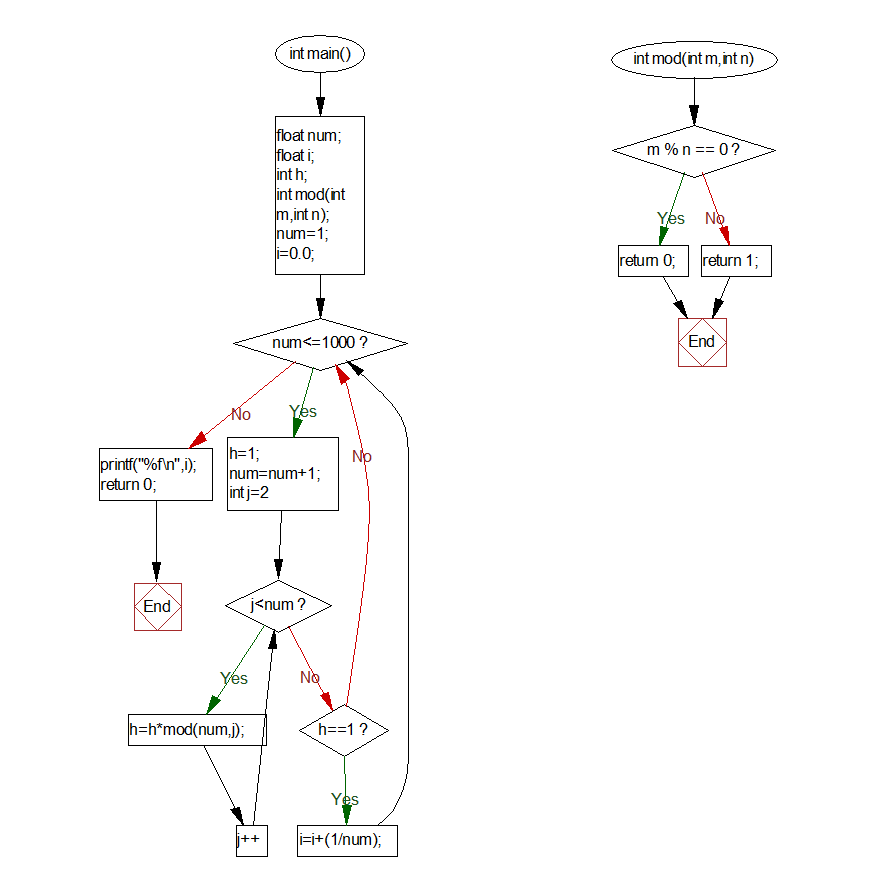 int main()
float num;
float i;
int h;
int mod(int
m,int n);
num=1;
i=0.0;
num<=1000 ?
No
Yes
No
printf("%f\n",i);
return 0;
h=1;
num=num+1;
int j=2
End
j<num ?
Yes
No
h=h*mod(num,j);
h==1 ?
Yes
j++
i=i+(1/num);
int mod(int m,int n)
m % n == 0 ?
Yes
No
return 0;
return 1;
End